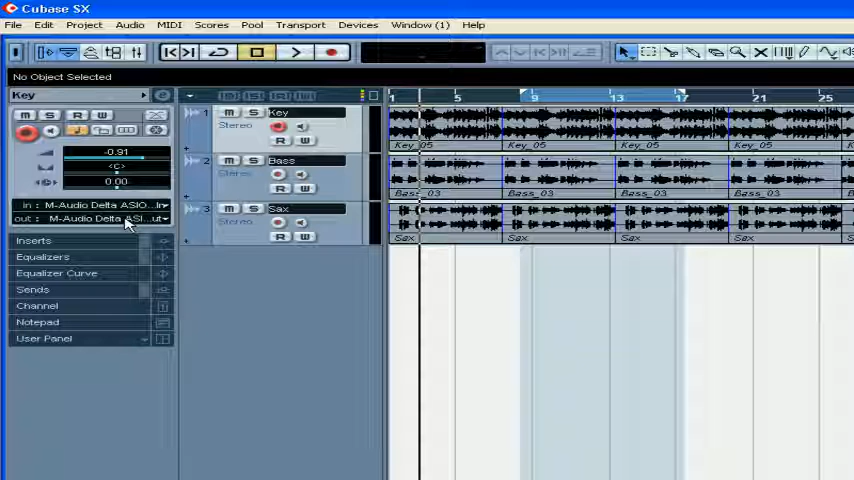 Cubase SX
File Edit Project Audio MIDI Scores Pool Transport Devices Window (1) Help
No Object Selected
Key
1 5 9 13 17 21 25
M S R W
-0.91
<C>
0.00
in : M-Audio Delta ASIO...In
out : M-Audio Delta ASI...ut
Inserts
Equalizers
Equalizer Curve
Sends
Channel
Notepad
User Panel
1 M S Key
Stereo
R W
2 M S Bass
Stereo
R W
3 M S Sax
Stereo
R W
Key_05 Key_05 Key_05 Key_05
Bass_03 Bass_03 Bass_03 Bass_03
Sax Sax Sax Sax